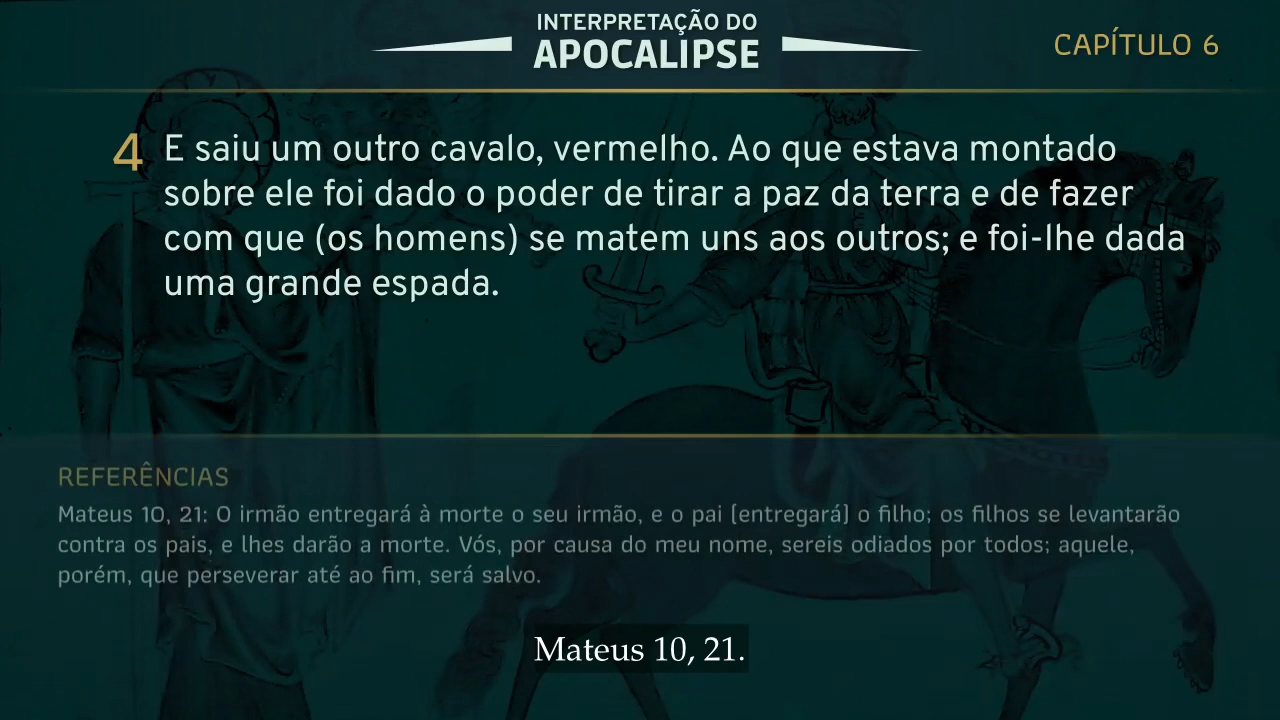 INTERPRETAÇÃO DO
APOCALIPSE
CAPÍTULO 6
4 E saiu um outro cavalo, vermelho. Ao que estava montado
sobre ele foi dado o poder de tirar a paz da terra e de fazer
com que (os homens) se matem uns aos outros; e foi-lhe dada
uma grande espada.
REFERÊNCIAS
Mateus 10, 21: O irmão entregará à morte o seu irmão, e o pai (entregará) o filho; os filhos se levantarão
contra os pais, e lhes darão a morte. Vós, por causa do meu nome, sereis odiados por todos; aquele,
porém, que perseverar até ao fim, será salvo.
Mateus 10, 21.